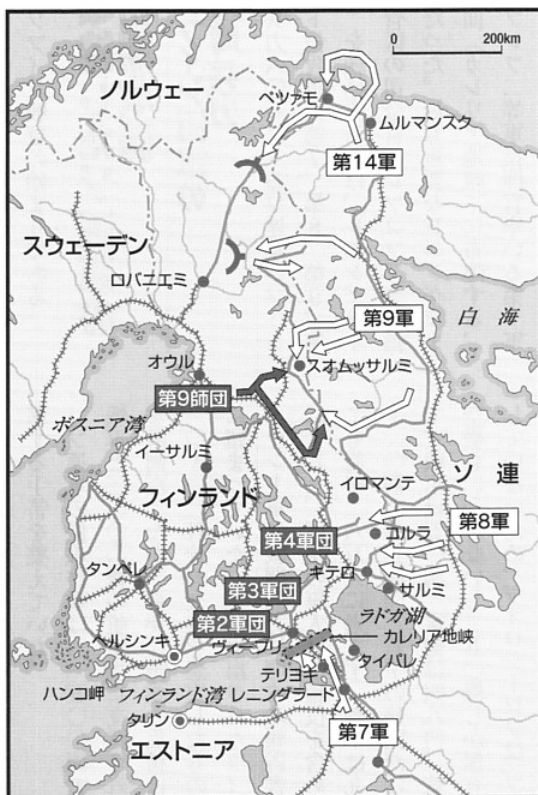 0
200km
ノルウェー
ペツァモ
ムルマンスク
第14軍
スウェーデン
ロバニエミ
第9軍
白海
オウル
スオムッサルミ
第9師団
ボスニア湾
イーサルミ
フィンランド
イロマンテ
ソ連
第8軍
第4軍団
コルラ
タンペレ
キテロ
サルミ
第3軍団
ラドガ湖
第2軍団
カレリア地峡
ヘルシンキ
ヴィープリ
タイパレ
テリヨキ
ハンコ岬
フィンランド湾
レニングラード
タリン
第7軍
エストニア